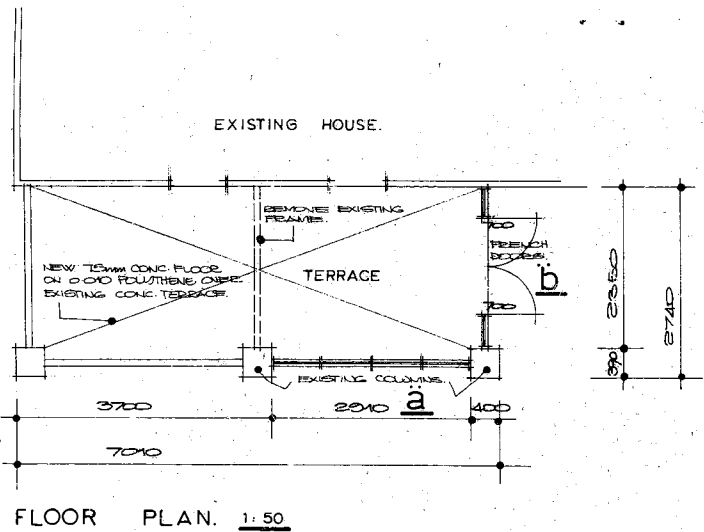 EXISTING HOUSE.
REMOVE EXISTING
FRAME.
700
FRENCH
DOORS.
NEW 75mm CONC. FLOOR
ON 0.010 POLYTHENE OVER
EXISTING CONC. TERRACE.
TERRACE
b
700
2350
2740
390
EXISTING COLUMNS.
a
3700
2910
400
7010
FLOOR PLAN. 1:50